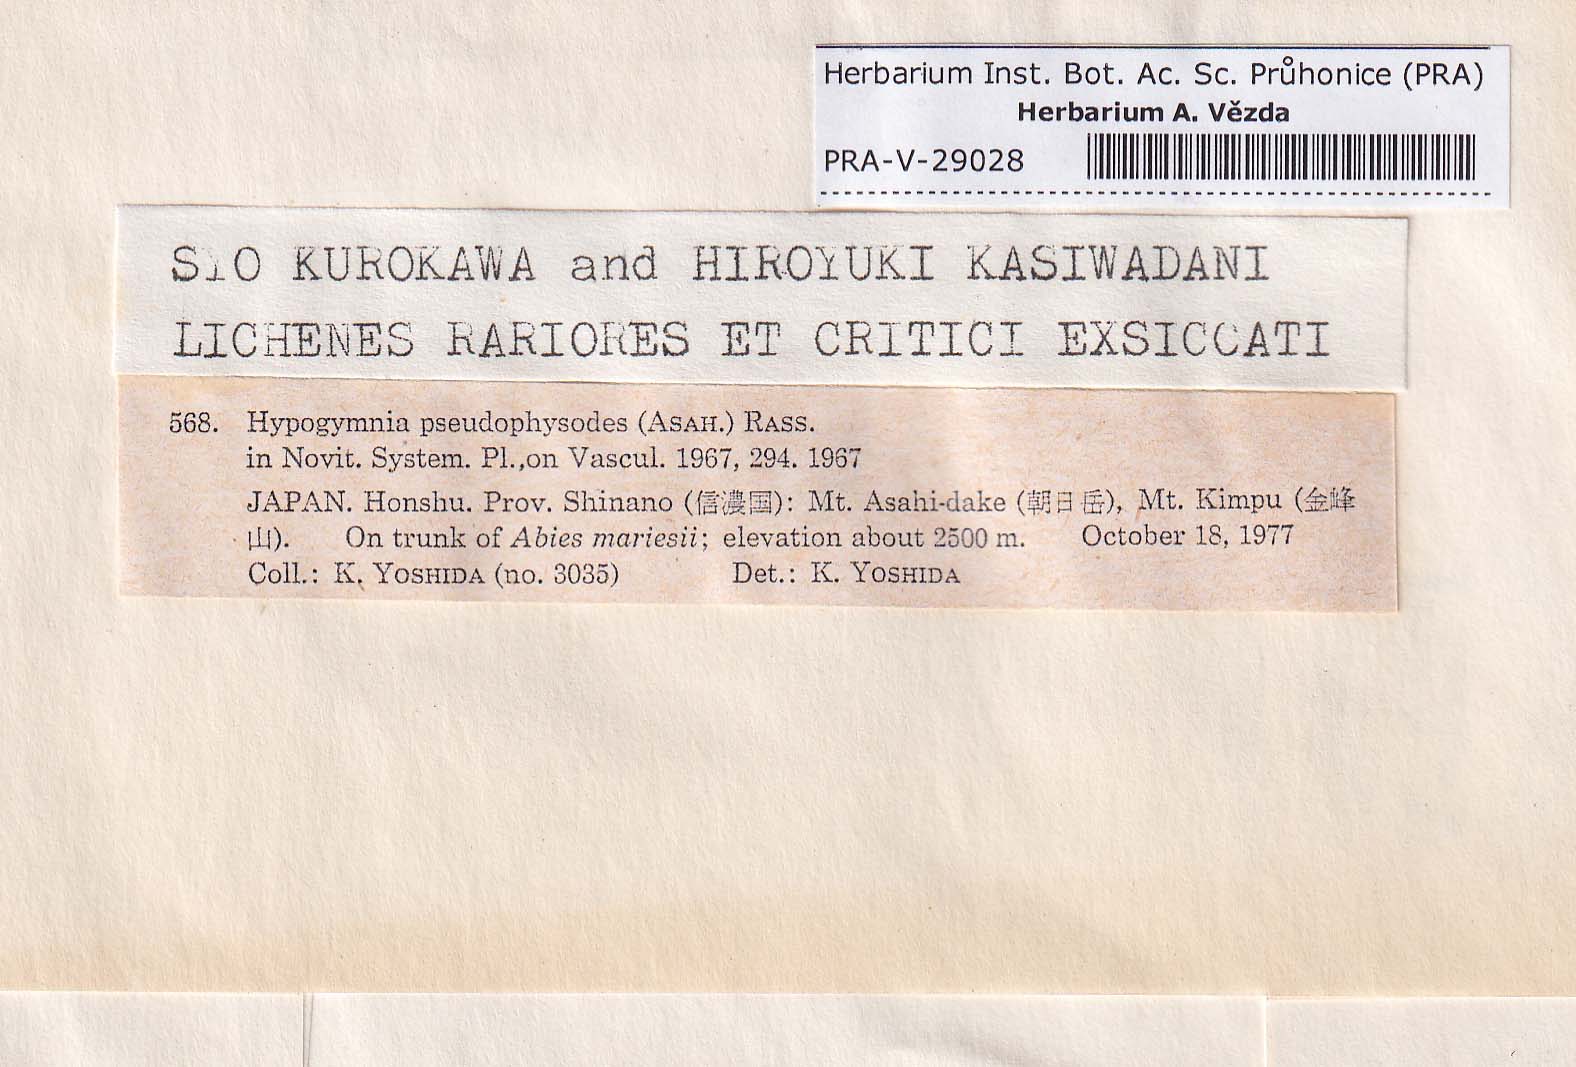 Herbarium Inst. Bot. Ac. Sc. Průhonice (PRA)
Herbarium A. Vězda
PRA-V-29028
SIO KUROKAWA and HIROYUKI KASIWADANI
LICHENES RARIORES ET CRITICI EXSICCATI
568. Hypogymnia pseudophysodes (ASAH.) RASS.
in Novit. System. Pl.,on Vascul. 1967, 294. 1967
JAPAN. Honshu. Prov. Shinano (信濃国): Mt. Asahi-dake (朝日岳), Mt. Kimpu (金峰
山). On trunk of Abies mariesii; elevation about 2500 m. October 18, 1977
Coll.: K. YOSHIDA (no. 3035) Det.: K. YOSHIDA